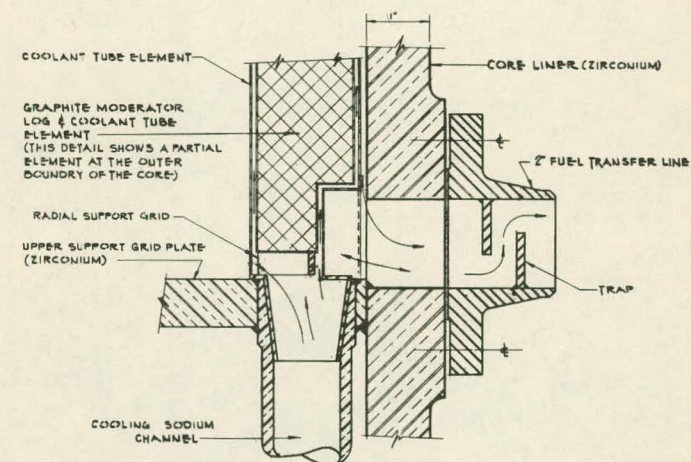 1"
COOLANT TUBE ELEMENT
CORE LINER (ZIRCONIUM)
GRAPHITE MODERATOR
LOG & COOLANT TUBE
ELEMENT
(THIS DETAIL SHOWS A PARTIAL
ELEMENT AT THE OUTER
BOUNDRY OF THE CORE)
2" FUEL TRANSFER LINE
RADIAL SUPPORT GRID
UPPER SUPPORT GRID PLATE
(ZIRCONIUM)
TRAP
COOLING SODIUM
CHANNEL